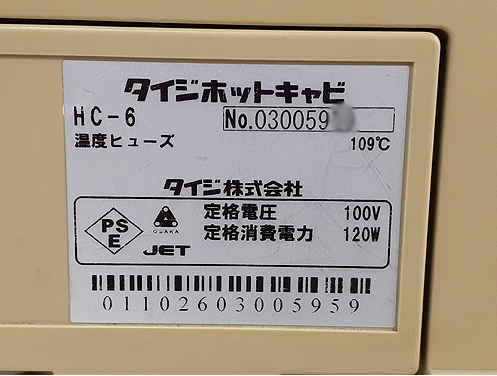 タイジホットキャビ
HC-6
No.030059
温度ヒューズ 109℃
タイジ株式会社
PS
E
OSAKA
JET
定格電圧 100V
定格消費電力 120W
01102603005959